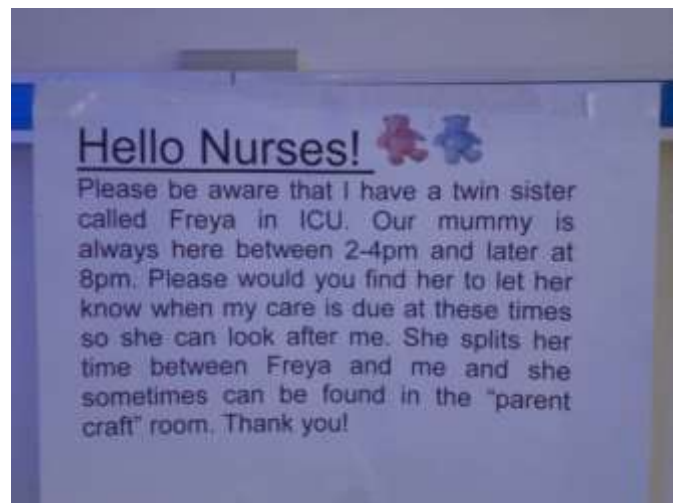 Hello Nurses!
Please be aware that I have a twin sister
called Freya in ICU. Our mummy is
always here between 2-4pm and later at
8pm. Please would you find her to let her
know when my care is due at these times
so she can look after me. She splits her
time between Freya and me and she
sometimes can be found in the “parent
craft” room. Thank you!